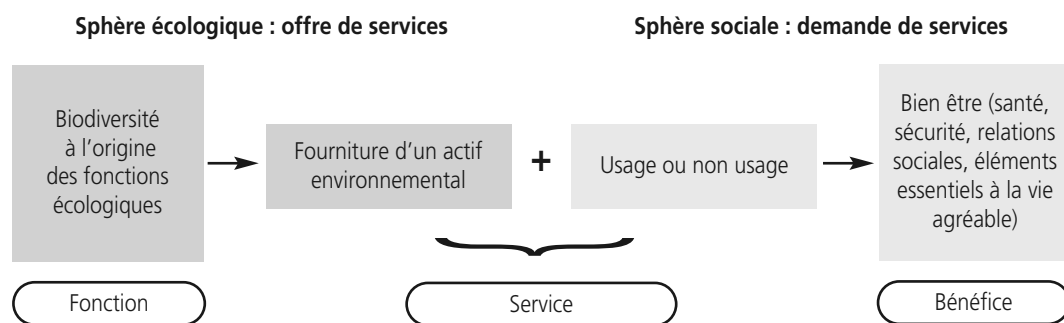 Sphère écologique : offre de services
Sphère sociale : demande de services
Biodiversité
à l'origine
des fonctions
écologiques
Fourniture d'un actif
environnemental
+
Usage ou non usage
Bien être (santé,
sécurité, relations
sociales, éléments
essentiels à la vie
agréable)
Fonction
Service
Bénéfice